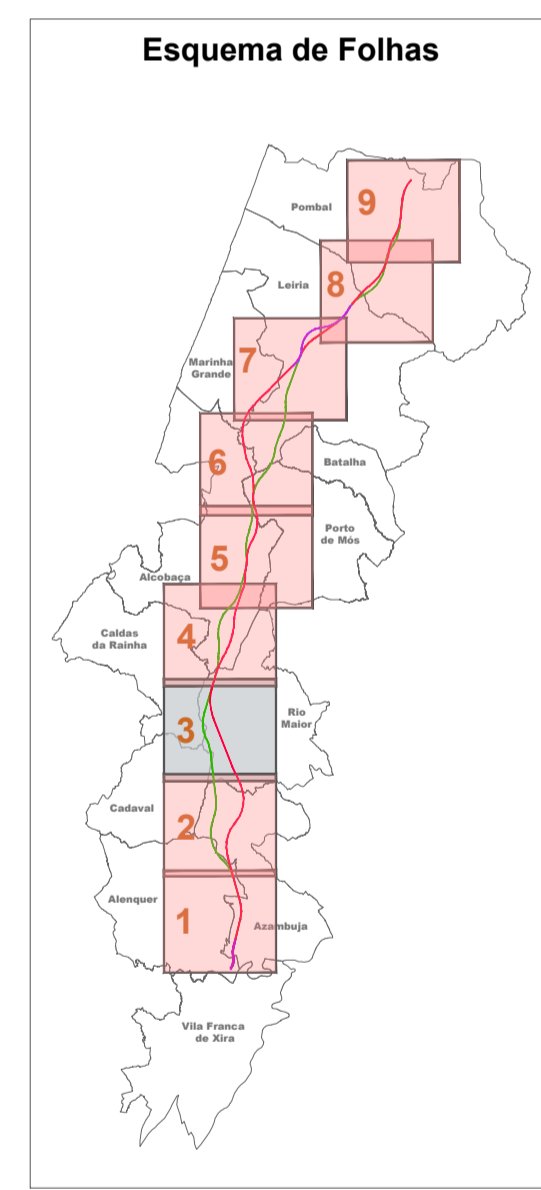 Esquema de Folhas
Pombal
9
Leiria
8
Marinha
Grande
7
6
Batalha
Porto
de Mós
5
Alcobaça
4
Caldas
da Rainha
3
Rio
Maior
Cadaval
2
Alenquer
1
Azambuja
Vila Franca
de Xira